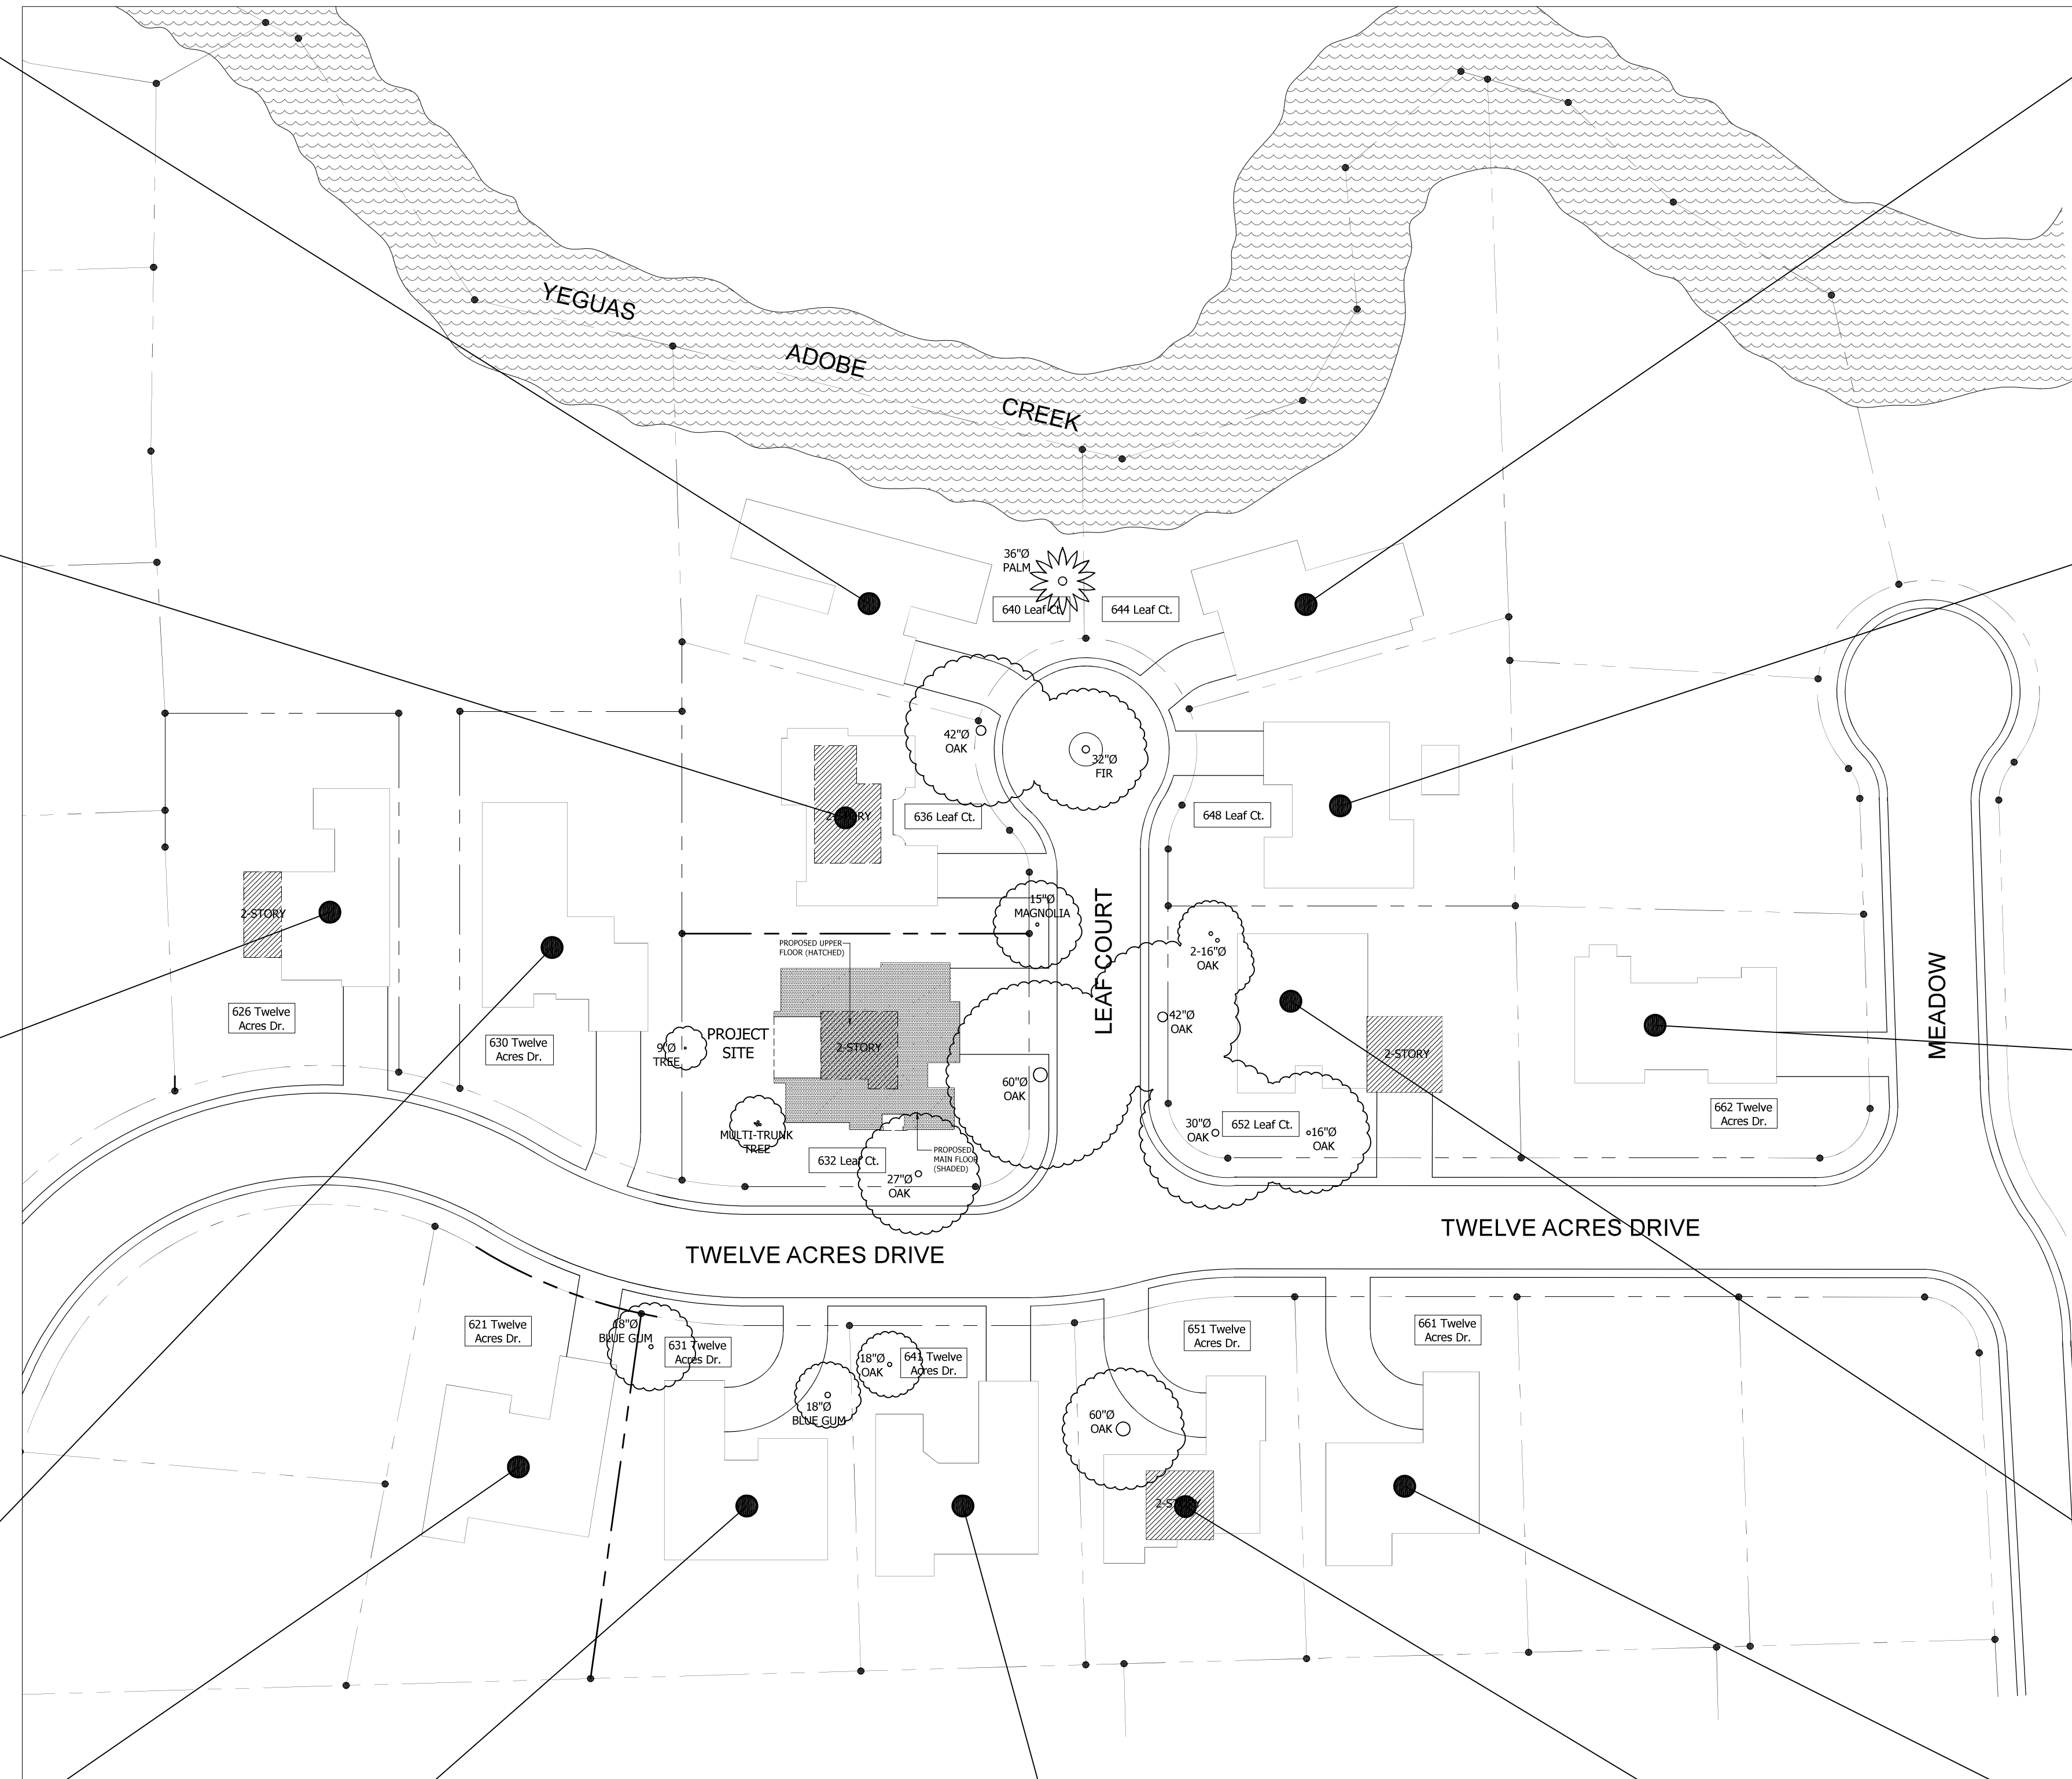 YEGUAS
ADOBE
CREEK
36"Ø
PALM
640 Leaf Ct.
644 Leaf Ct.
42"Ø
OAK
32"Ø
FIR
2-STORY
636 Leaf Ct.
648 Leaf Ct.
2-STORY
15"Ø
MAGNOLIA
LEAF COURT
2-16"Ø
OAK
PROPOSED UPPER
FLOOR (HATCHED)
MEADOW
626 Twelve
Acres Dr.
630 Twelve
Acres Dr.
9"Ø
TREE
PROJECT
SITE
2-STORY
42"Ø
OAK
2-STORY
60"Ø
OAK
MULTI-TRUNK
TREE
632 Leaf Ct.
PROPOSED
MAIN FLOOR
(SHADED)
27"Ø
OAK
30"Ø
OAK
652 Leaf Ct.
16"Ø
OAK
662 Twelve
Acres Dr.
TWELVE ACRES DRIVE
TWELVE ACRES DRIVE
621 Twelve
Acres Dr.
18"Ø
BLUE GUM
631 Twelve
Acres Dr.
18"Ø
OAK
641 Twelve
Acres Dr.
651 Twelve
Acres Dr.
661 Twelve
Acres Dr.
18"Ø
BLUE GUM
60"Ø
OAK
2-STORY